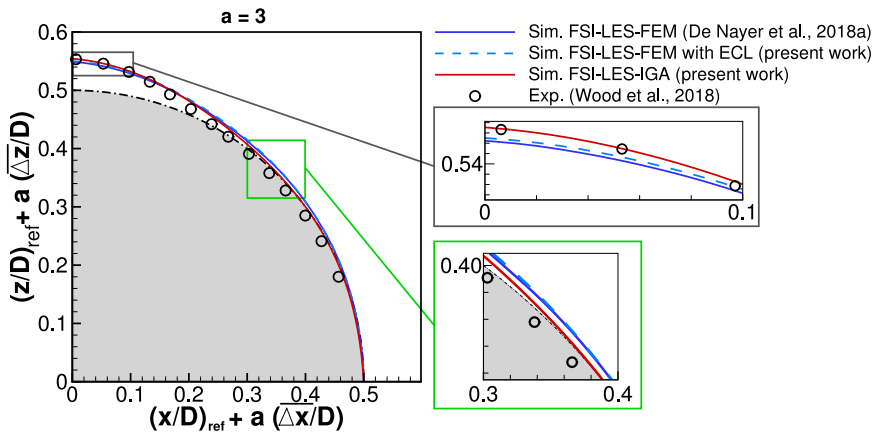 a = 3
Sim. FSI-LES-FEM (De Nayer et al., 2018a)
Sim. FSI-LES-FEM with ECL (present work)
Sim. FSI-LES-IGA (present work)
Exp. (Wood et al., 2018)
(z/D)ref + a (Δz/D)
0.6
0.5
0.4
0.3
0.2
0.1
0
0 0.1 0.2 0.3 0.4 0.5
(x/D)ref + a (Δx/D)
0.54
0 0.1
0.40
0.3 0.4